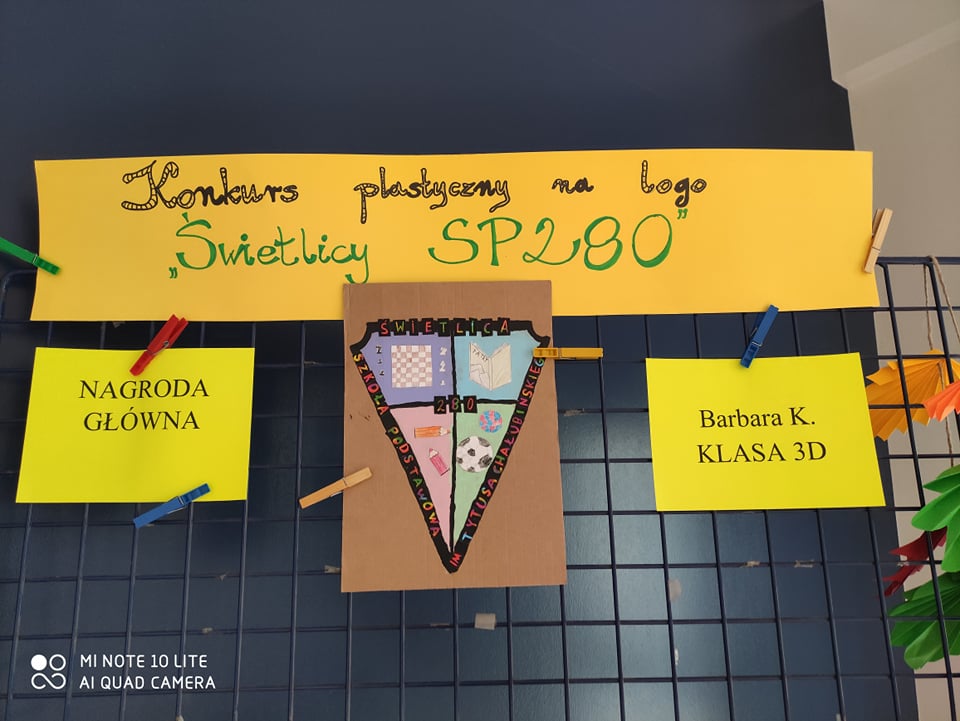 Konkurs plastyczny na logo
„Świetlicy SP280”
ŚWIETLICA
280
SZKOŁA PODSTAWOWA
IM TYTUSA CHAŁUBIŃSKIEG
NAGRODA
GŁÓWNA
Barbara K.
KLASA 3D
MI NOTE 10 LITE
AI QUAD CAMERA